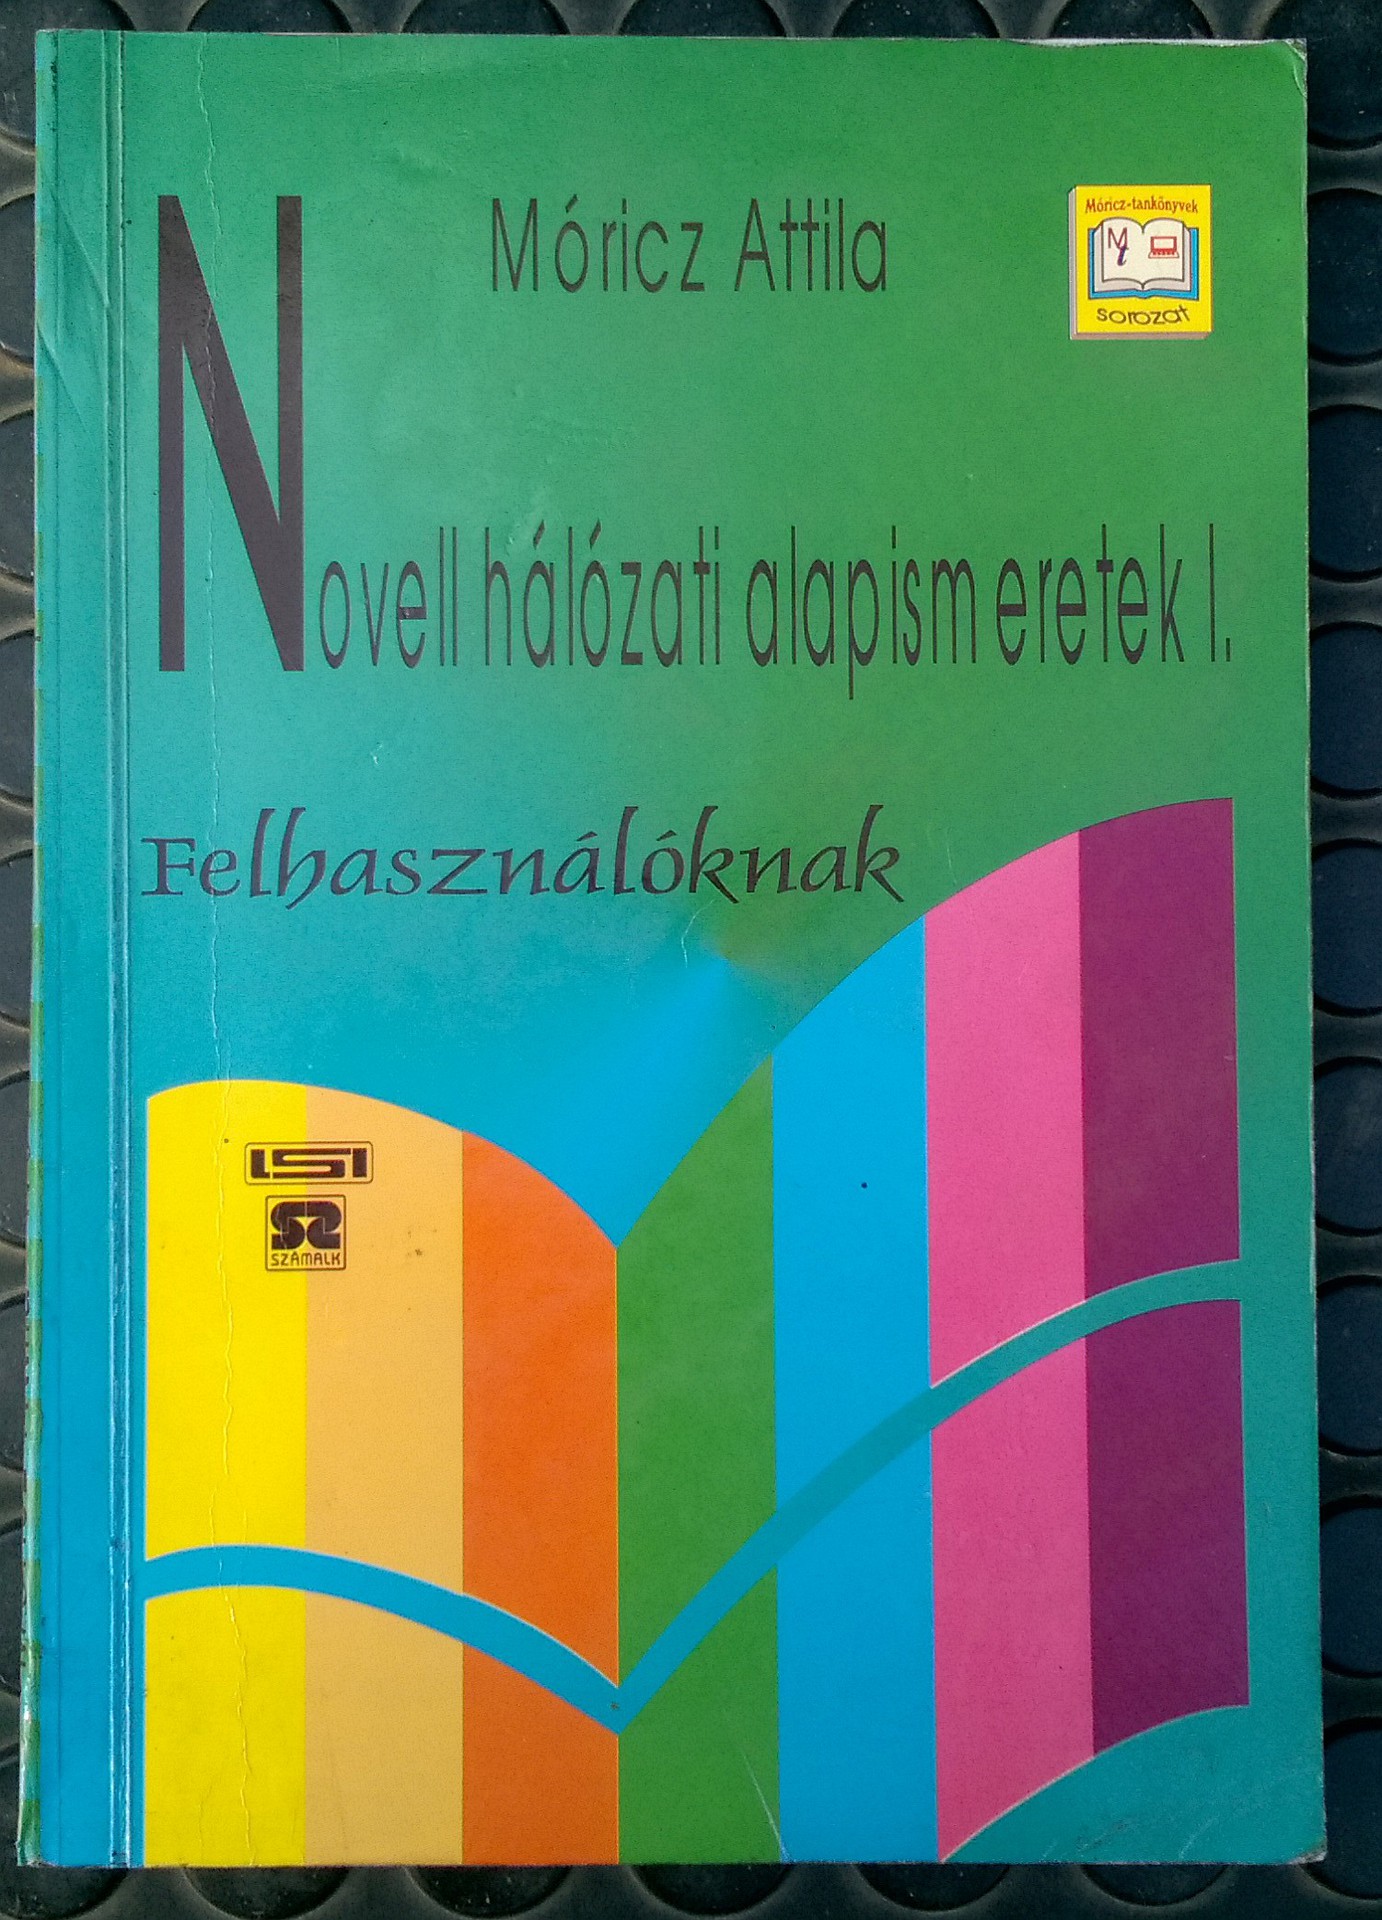 Móricz Attila
Móricz-tankönyvek
M
t
sorozat
Novell hálózati alapismeretek I.
Felhasználóknak
LSI
SZÁMALK